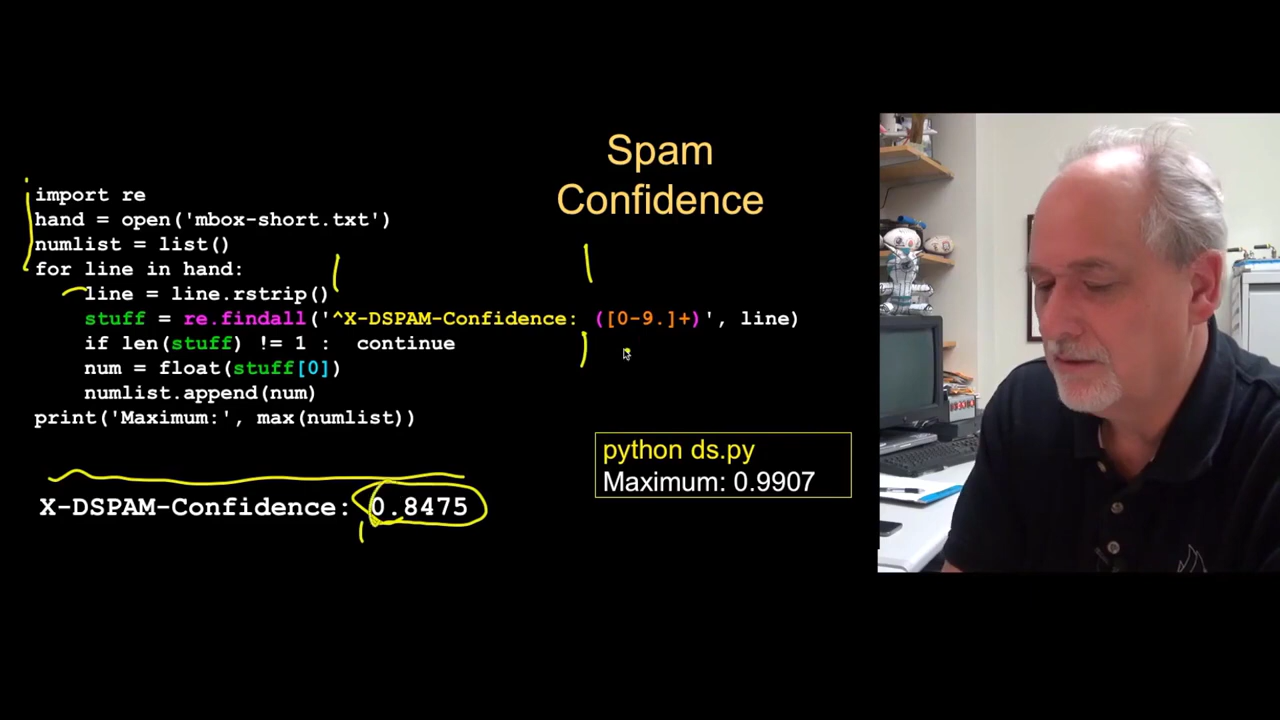 Spam
Confidence
import re
hand = open('mbox-short.txt')
numlist = list()
for line in hand:
    line = line.rstrip()
    stuff = re.findall('^X-DSPAM-Confidence: ([0-9.]+)', line)
    if len(stuff) != 1 :  continue
    num = float(stuff[0])
    numlist.append(num)
print('Maximum:', max(numlist))
python ds.py
Maximum: 0.9907
X-DSPAM-Confidence: 0.8475